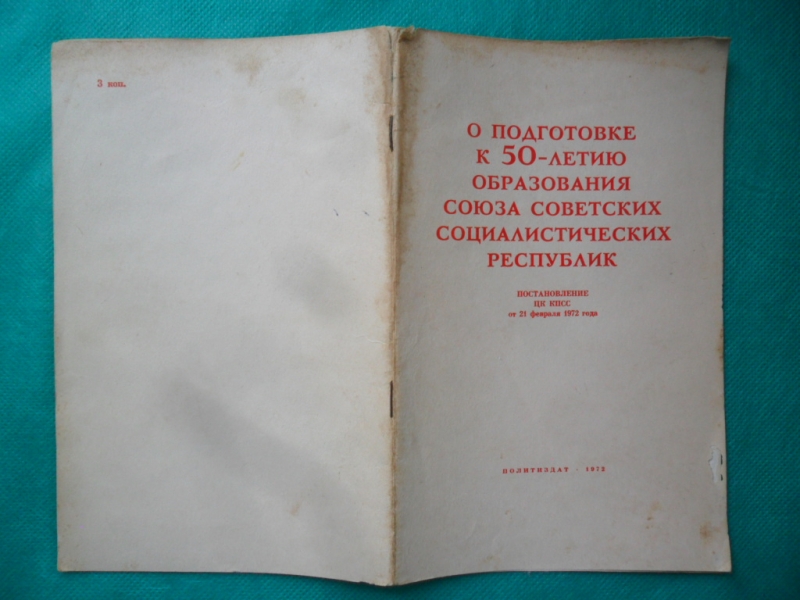 3 коп.
О ПОДГОТОВКЕ
К 50-ЛЕТИЮ
ОБРАЗОВАНИЯ
СОЮЗА СОВЕТСКИХ
СОЦИАЛИСТИЧЕСКИХ
РЕСПУБЛИК
ПОСТАНОВЛЕНИЕ
ЦК КПСС
от 21 февраля 1972 года
ПОЛИТИЗДАТ · 1972